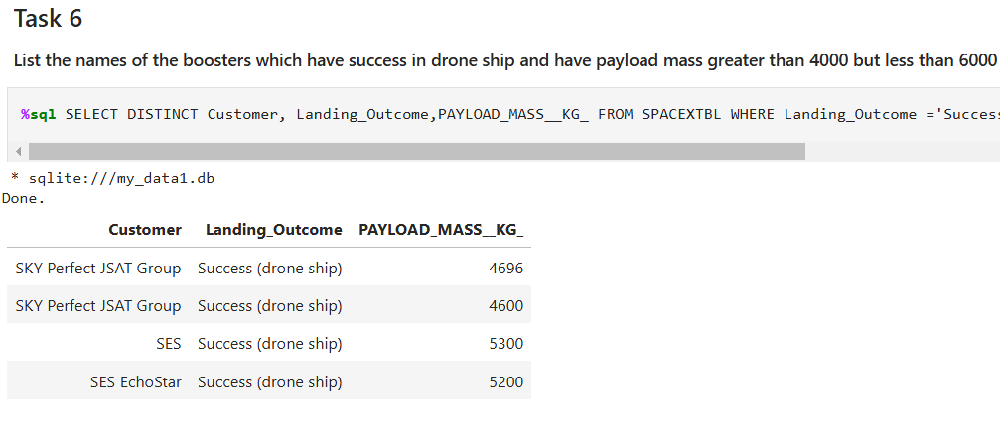 Task 6
List the names of the boosters which have success in drone ship and have payload mass greater than 4000 but less than 6000
%sql SELECT DISTINCT Customer, Landing_Outcome,PAYLOAD_MASS__KG_ FROM SPACEXTBL WHERE Landing_Outcome ='Success
* sqlite:///my_data1.db
Done.
Customer Landing_Outcome PAYLOAD_MASS__KG_
SKY Perfect JSAT Group Success (drone ship) 4696
SKY Perfect JSAT Group Success (drone ship) 4600
SES Success (drone ship) 5300
SES EchoStar Success (drone ship) 5200